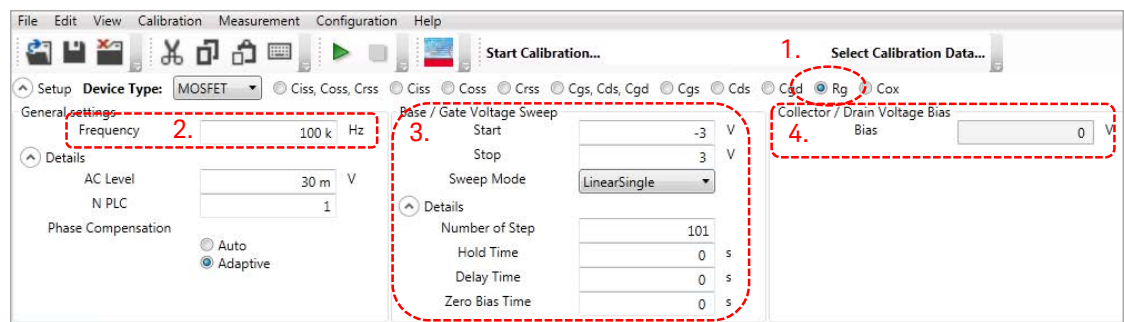 File Edit View Calibration Measurement Configuration Help
Start Calibration... 1. Select Calibration Data...
Setup Device Type: MOSFET Ciss, Coss, Crss Ciss Coss Crss Cgs, Cds, Cgd Cgs Cds Cgd Rg Cox
General settings
Frequency 2. 100 k Hz
Details
AC Level 30 m V
N PLC 1
Phase Compensation
Auto
Adaptive
Base / Gate Voltage Sweep
3. Start -3 V
Stop 3 V
Sweep Mode LinearSingle
Details
Number of Step 101
Hold Time 0 s
Delay Time 0 s
Zero Bias Time 0 s
Collector / Drain Voltage Bias
4. Bias 0 V